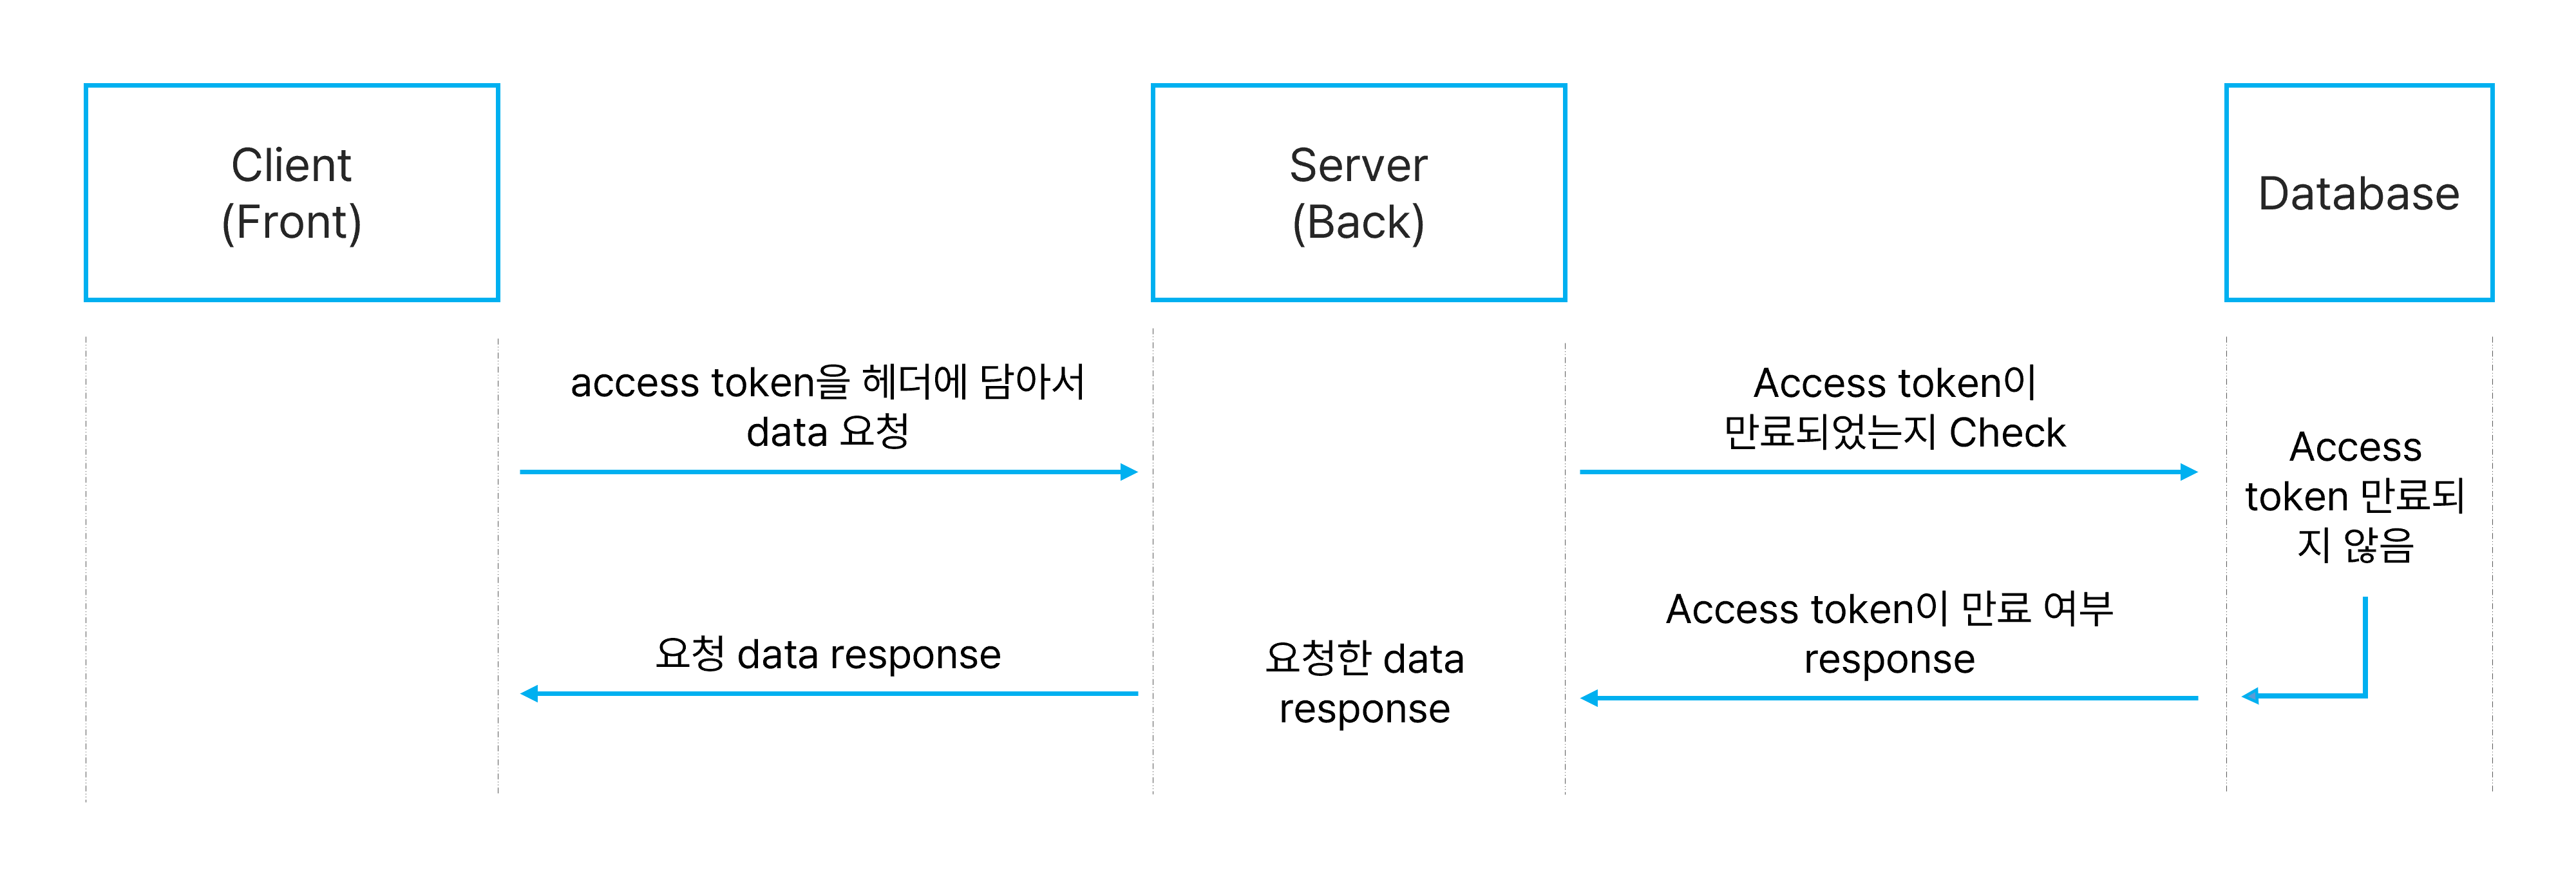 Client
(Front)
Server
(Back)
Database
access token을 헤더에 담아서
data 요청
Access token이
만료되었는지 Check
Access
token 만료되
지 않음
Access token이 만료 여부
response
요청한 data
response
요청 data response